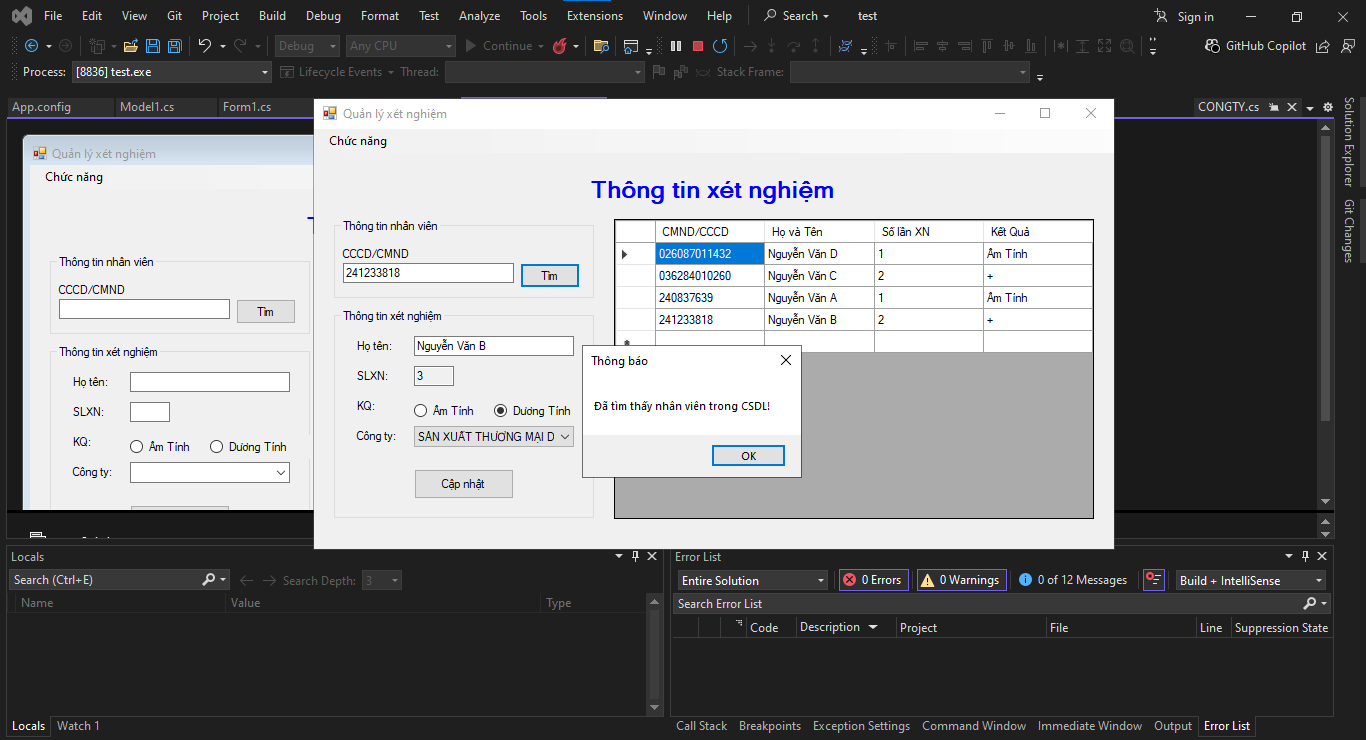 File Edit View Git Project Build Debug Format Test Analyze Tools Extensions Window Help Search test Sign in
Debug Any CPU Continue GitHub Copilot
Process: [8836] test.exe Lifecycle Events Thread: Stack Frame:
App.config Model1.cs Form1.cs CONGTY.cs
Solution Explorer
Git Changes
Quản lý xét nghiệm
Chức năng
Thông tin nhân viên
CCCD/CMND
Tìm
Thông tin xét nghiệm
Họ tên:
SLXN:
KQ: Âm Tính Dương Tính
Công ty:
Quản lý xét nghiệm
Chức năng
Thông tin xét nghiệm
Thông tin nhân viên
CCCD/CMND
241233818 Tìm
Thông tin xét nghiệm
Họ tên: Nguyễn Văn B
SLXN: 3
KQ: Âm Tính Dương Tính
Công ty: SẢN XUẤT THƯƠNG MẠI D
Cập nhật
CMND/CCCD Họ và Tên Số lần XN Kết Quả
026087011432 Nguyễn Văn D 1 Âm Tính
036284010260 Nguyễn Văn C 2 +
240837639 Nguyễn Văn A 1 Âm Tính
241233818 Nguyễn Văn B 2 +
Thông báo
Đã tìm thấy nhân viên trong CSDL!
OK
Locals
Search (Ctrl+E) Search Depth: 3
Name Value Type
Locals Watch 1
Error List
Entire Solution 0 Errors 0 Warnings 0 of 12 Messages Build + IntelliSense
Search Error List
Code Description Project File Line Suppression State
Call Stack Breakpoints Exception Settings Command Window Immediate Window Output Error List